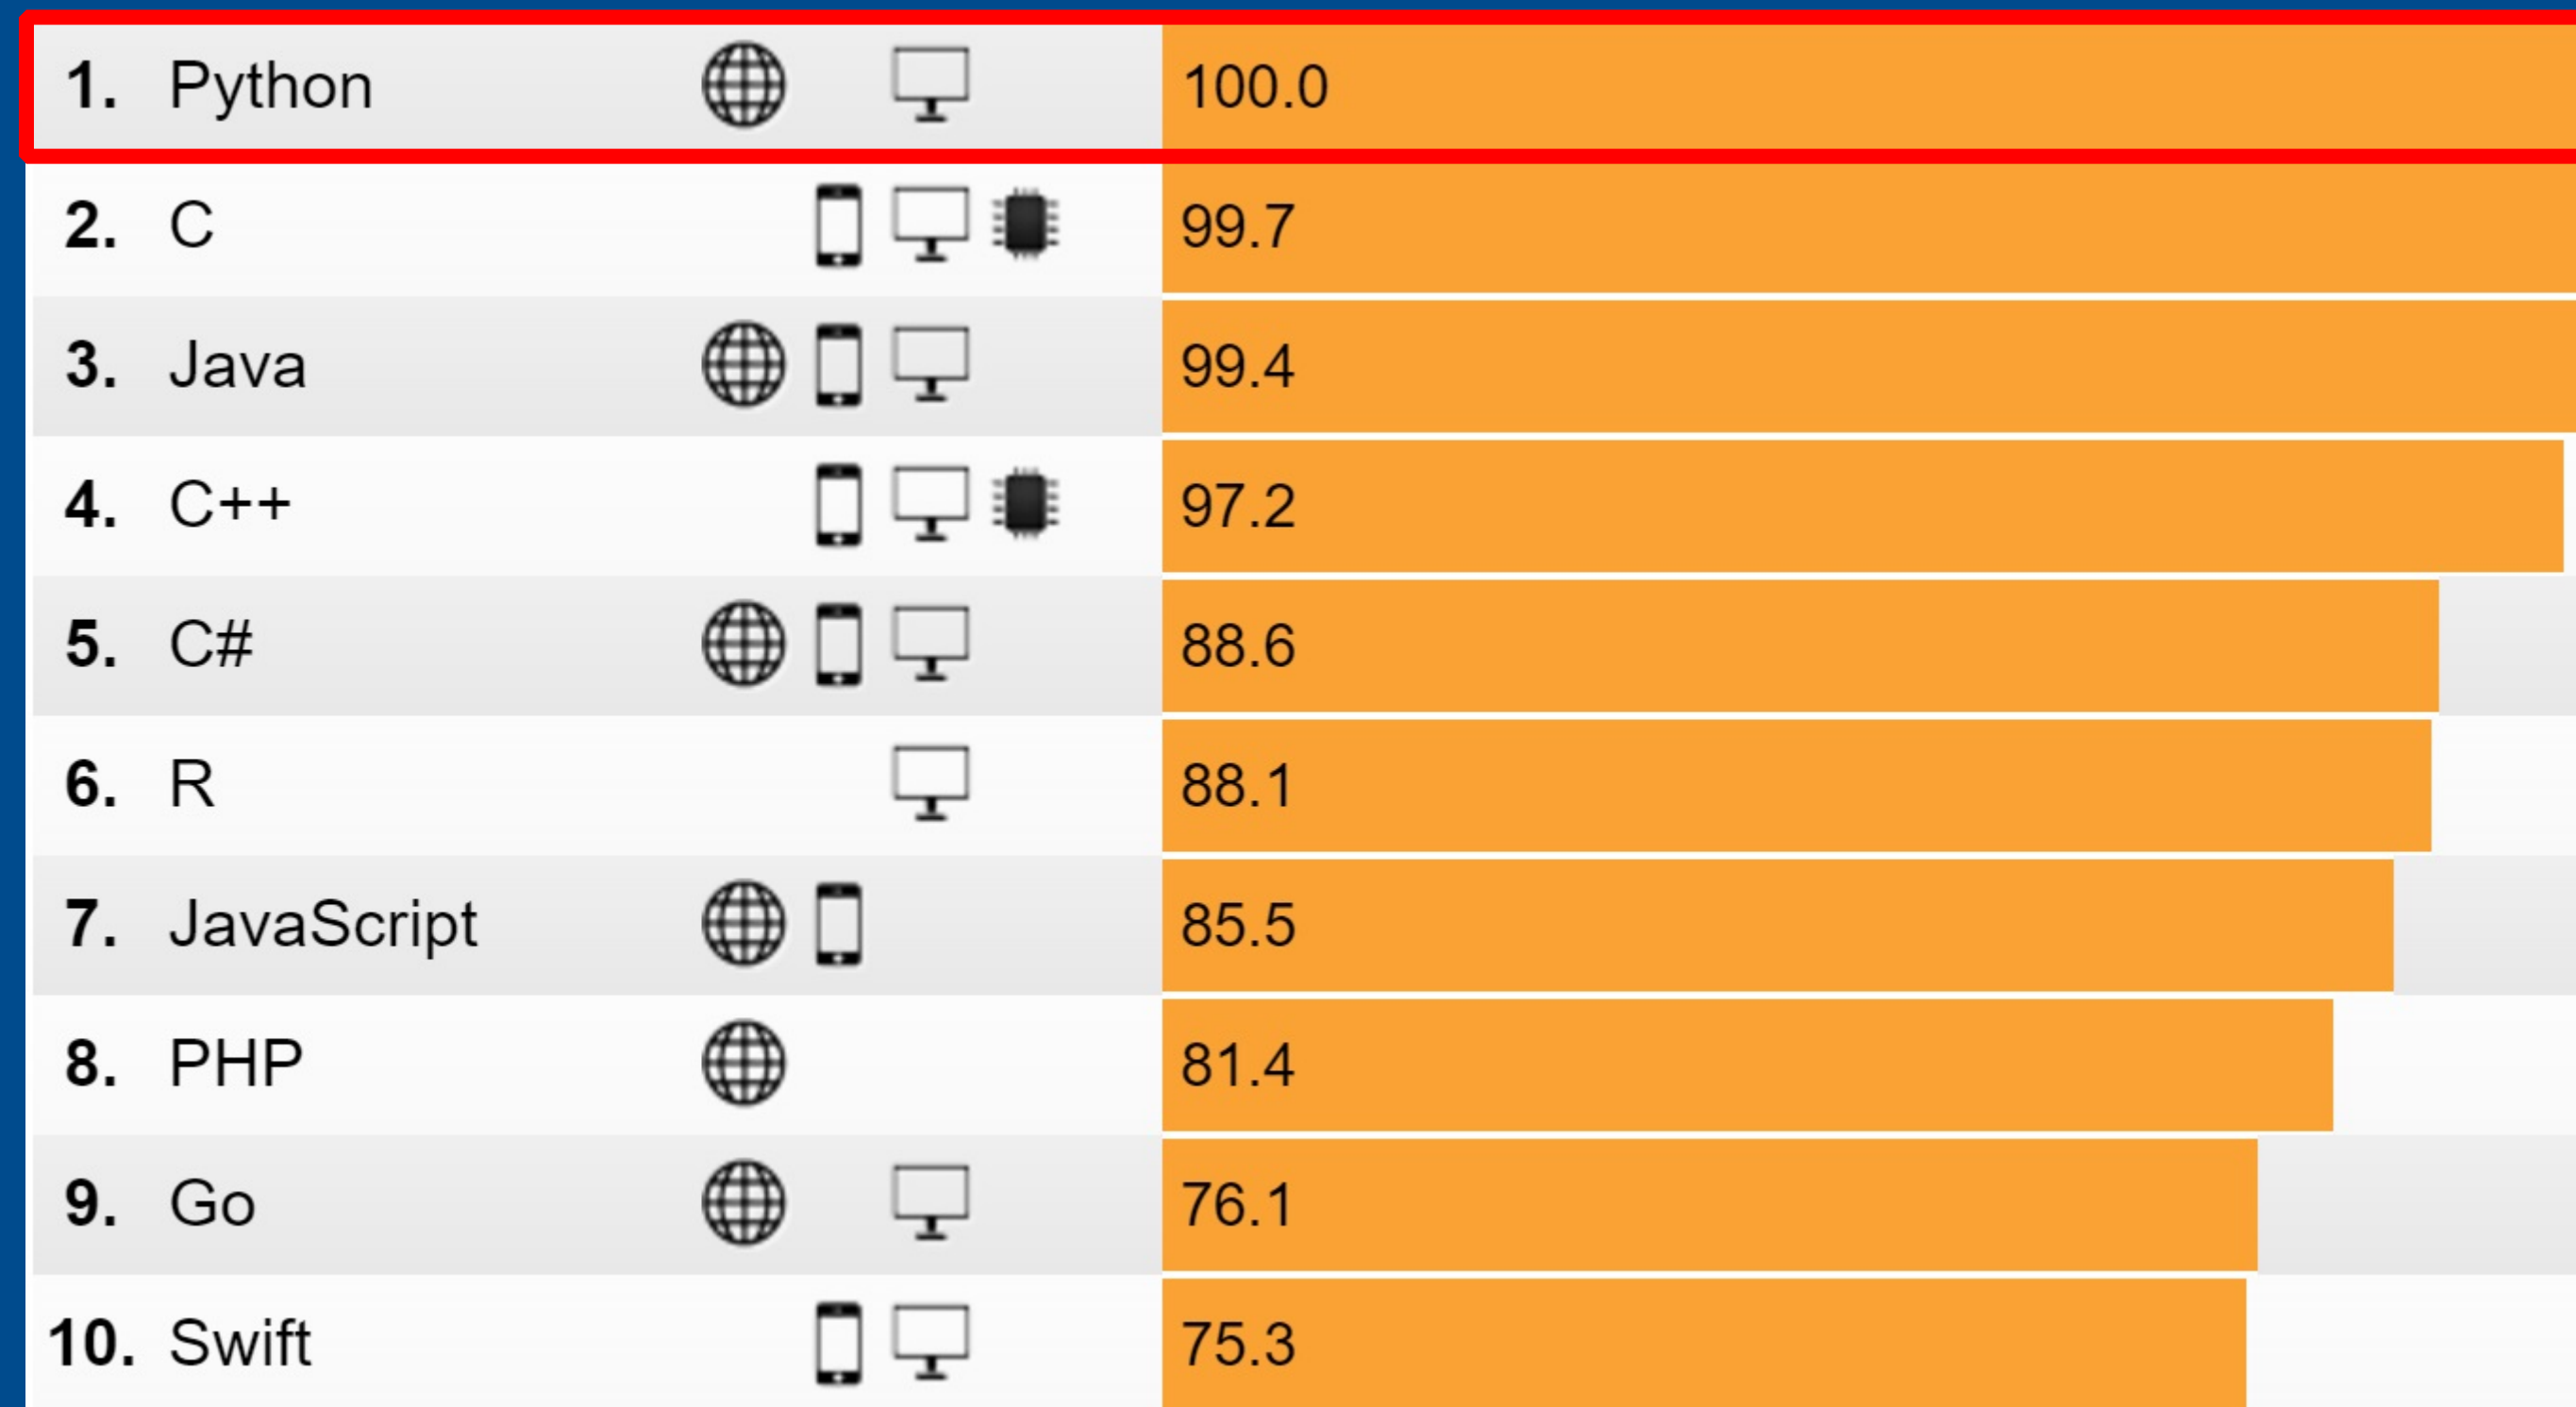 1. Python 100.0
2. C 99.7
3. Java 99.4
4. C++ 97.2
5. C# 88.6
6. R 88.1
7. JavaScript 85.5
8. PHP 81.4
9. Go 76.1
10. Swift 75.3